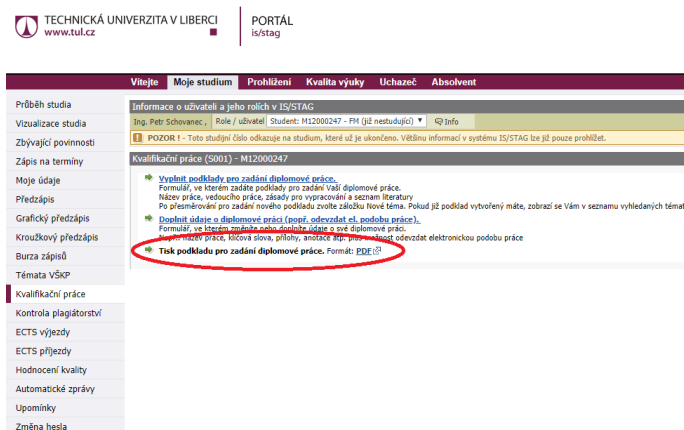 TECHNICKÁ UNIVERZITA V LIBERCI
www.tul.cz
PORTÁL
is/stag
Vítejte Moje studium Prohlížení Kvalita výuky Uchazeč Absolvent
Průběh studia
Vizualizace studia
Zbývající povinnosti
Zápis na termíny
Moje údaje
Předzápis
Grafický předzápis
Kroužkový předzápis
Burza zápisů
Témata VŠKP
Kvalifikační práce
Kontrola plagiátorství
ECTS výjezdy
ECTS příjezdy
Hodnocení kvality
Automatické zprávy
Upomínky
Změna hesla
Informace o uživateli a jeho rolích v IS/STAG
Ing. Petr Schovanec , Role / uživatel Student: M12000247 - FM (již nestudující) Info
POZOR ! - Toto studijní číslo odkazuje na studium, které už je ukončeno. Většinu informací v systému IS/STAG lze již pouze prohlížet.
Kvalifikační práce (S001) - M12000247
Vyplnit podklady pro zadání diplomové práce.
Formulář, ve kterém zadáte podklady pro zadání Vaší diplomové práce.
Název práce, vedoucího práce, zásady pro vypracování a seznam literatury
Po přesměrování pro zadání nového podkladu zvolte záložku Nové téma. Pokud již podklad vytvořený máte, zobrazí se Vám v seznamu vyhledaných témat
Doplnit údaje o diplomové práci (popř. odevzdat el. podobu práce).
Formulář, ve kterém změníte nebo doplníte údaje o své diplomové práci.
název práce, klíčová slova, přílohy, anotace atp. plus možnost odevzdat elektronickou podobu práce
Tisk podkladu pro zadání diplomové práce. Formát: PDF